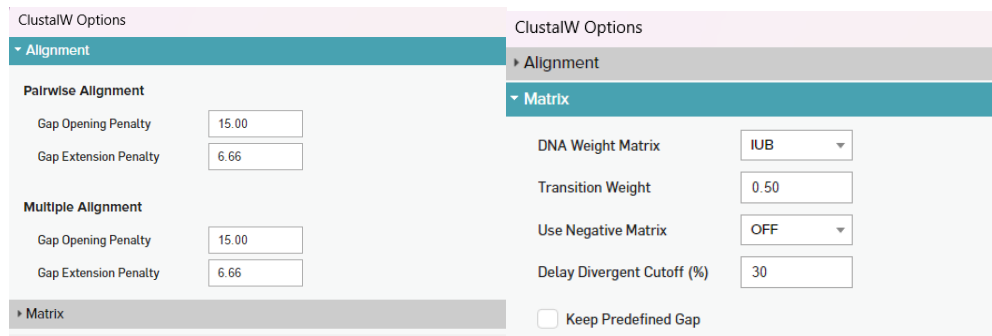 ClustalW Options
Alignment
Pairwise Alignment
Gap Opening Penalty 15.00
Gap Extension Penalty 6.66
Multiple Alignment
Gap Opening Penalty 15.00
Gap Extension Penalty 6.66
Matrix
ClustalW Options
Alignment
Matrix
DNA Weight Matrix IUB
Transition Weight 0.50
Use Negative Matrix OFF
Delay Divergent Cutoff (%) 30
Keep Predefined Gap